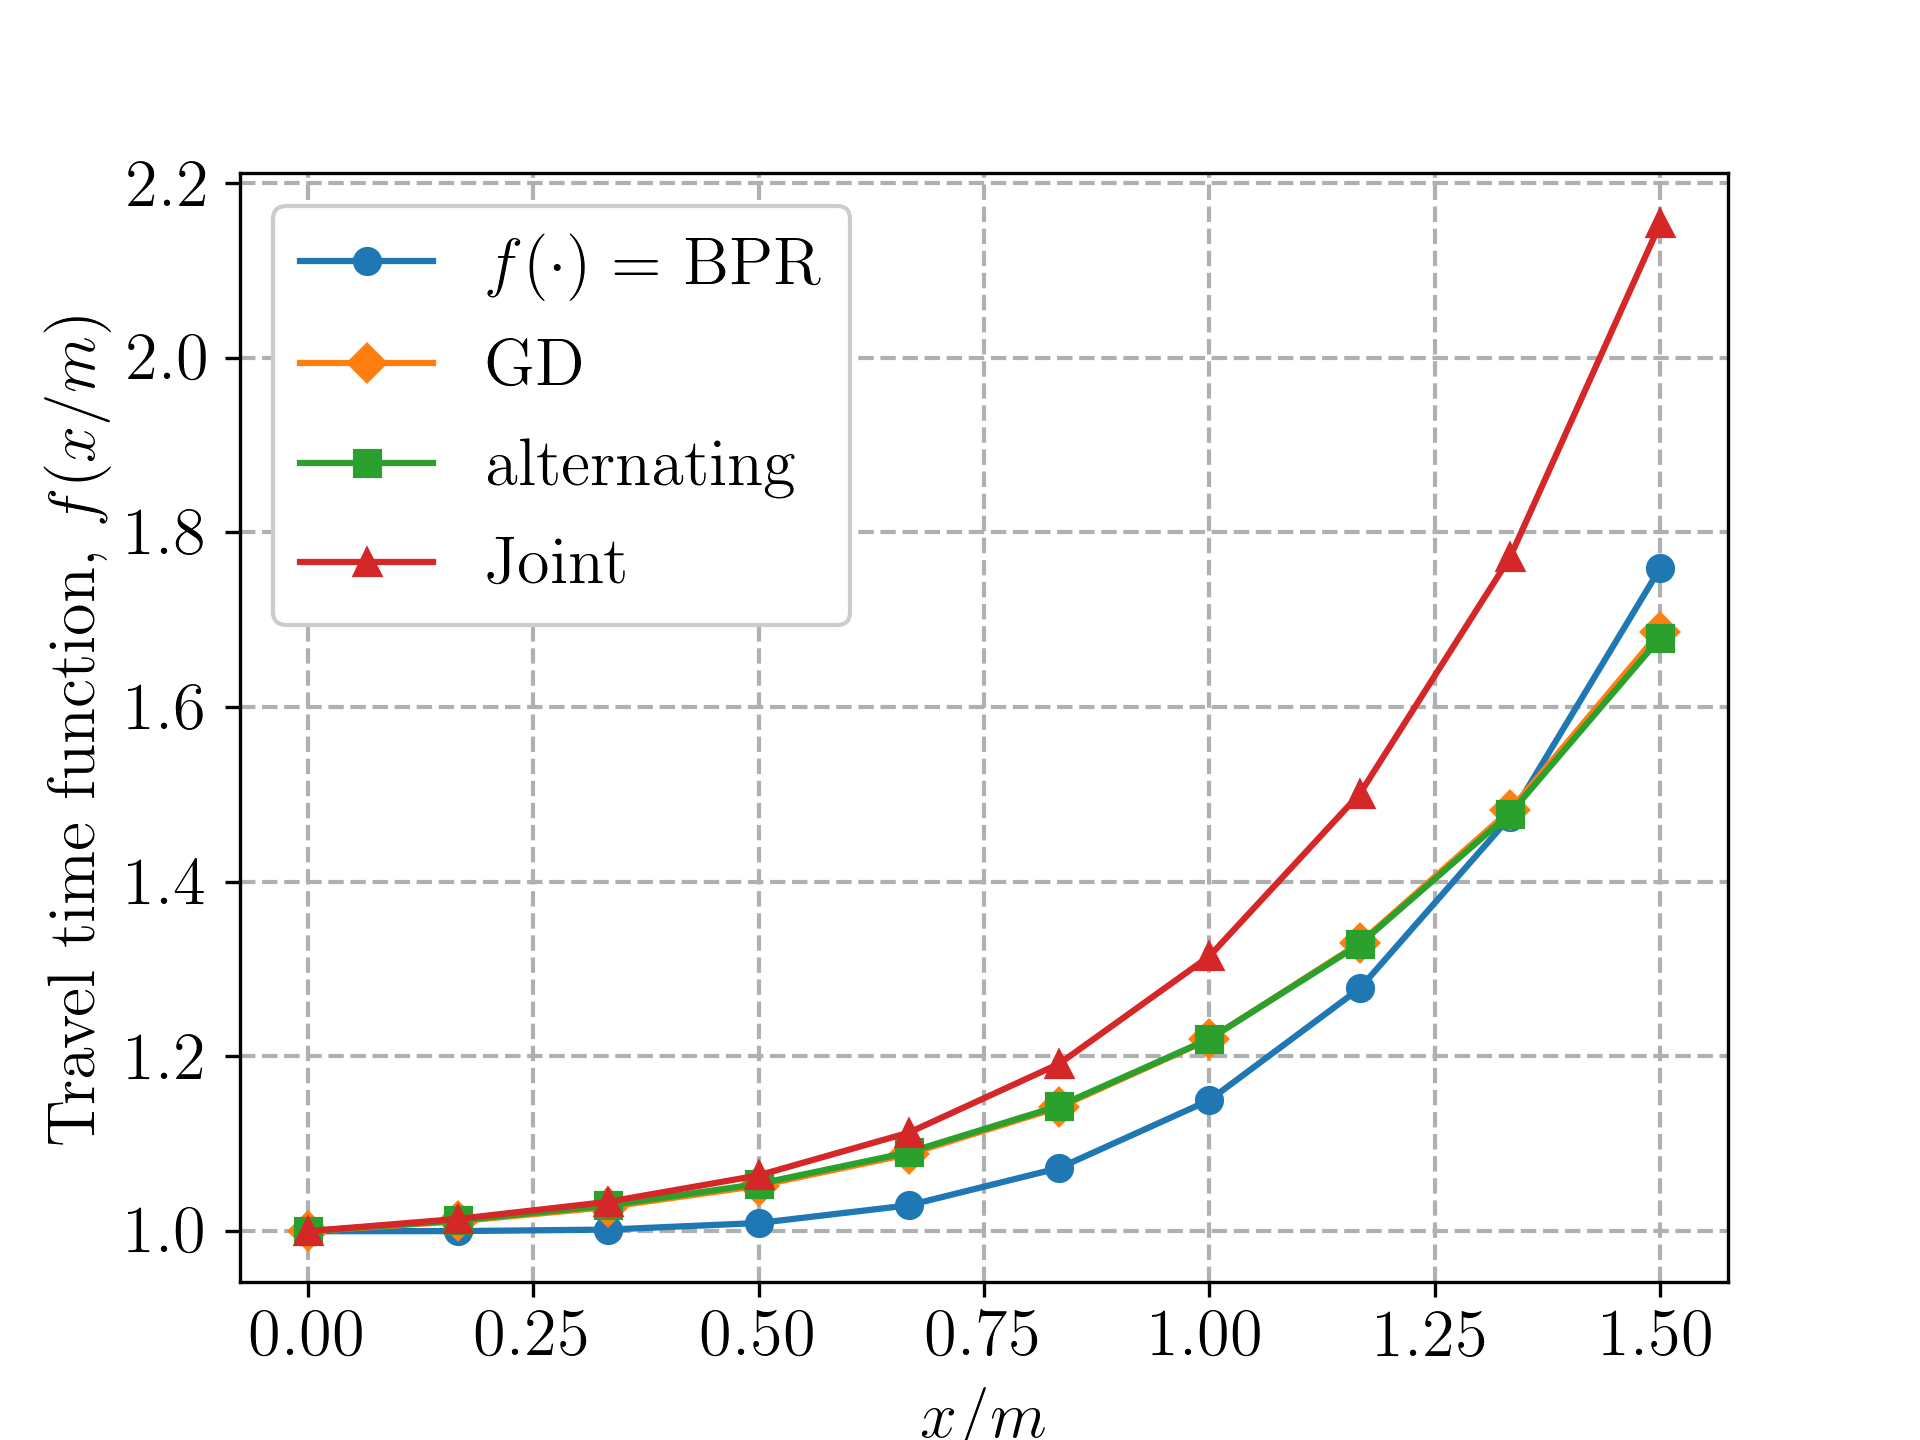 2.2
2.0
1.8
1.6
1.4
1.2
1.0
Travel time function, f(x/m)
f(·) = BPR
GD
alternating
Joint
0.00 0.25 0.50 0.75 1.00 1.25 1.50
x/m